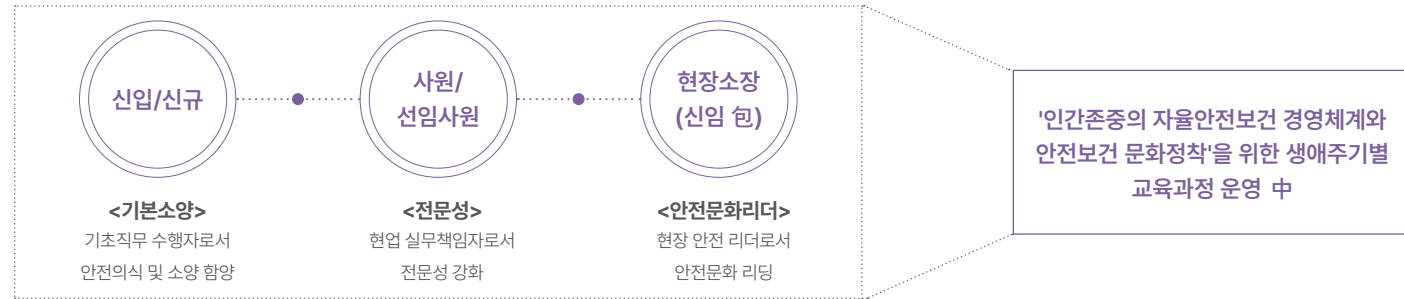 신입/신규
<기본소양>
기초직무 수행자로서
안전의식 및 소양 함양
사원/
선임사원
<전문성>
현업 실무책임자로서
전문성 강화
현장소장
(신임 包)
<안전문화리더>
현장 안전 리더로서
안전문화 리딩
'인간존중의 자율안전보건 경영체계와
안전보건 문화정착'을 위한 생애주기별
교육과정 운영 中